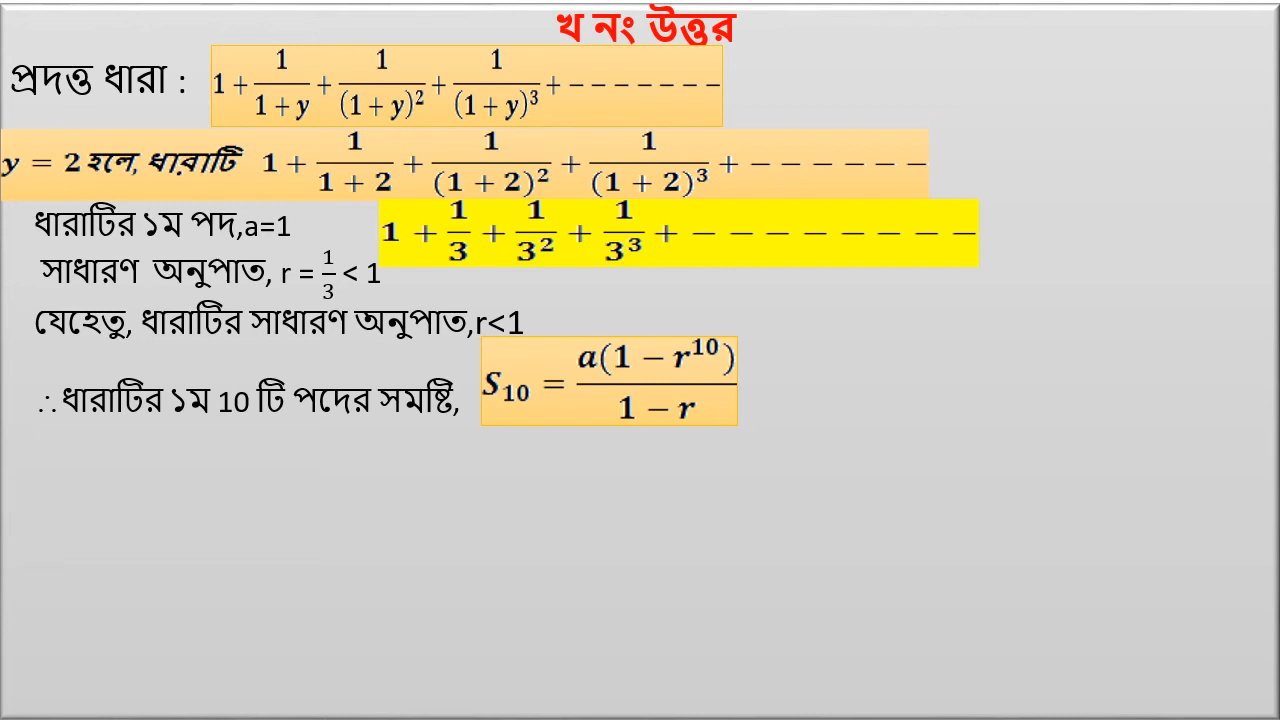 খ নং উত্তর
প্রদত্ত ধারা : 1 + 1/(1 + y) + 1/(1 + y)² + 1/(1 + y)³ + − − − − − − −
y = 2 হলে, ধারাটি 1 + 1/(1 + 2) + 1/(1 + 2)² + 1/(1 + 2)³ + − − − − − −
ধারাটির ১ম পদ,a=1 1 + 1/3 + 1/3² + 1/3³ + − − − − − − − − −
সাধারণ অনুপাত, r = 1/3 < 1
যেহেতু, ধারাটির সাধারণ অনুপাত,r<1
∴ ধারাটির ১ম 10 টি পদের সমষ্টি, S₁₀ = a(1 − r¹⁰)/(1 − r)